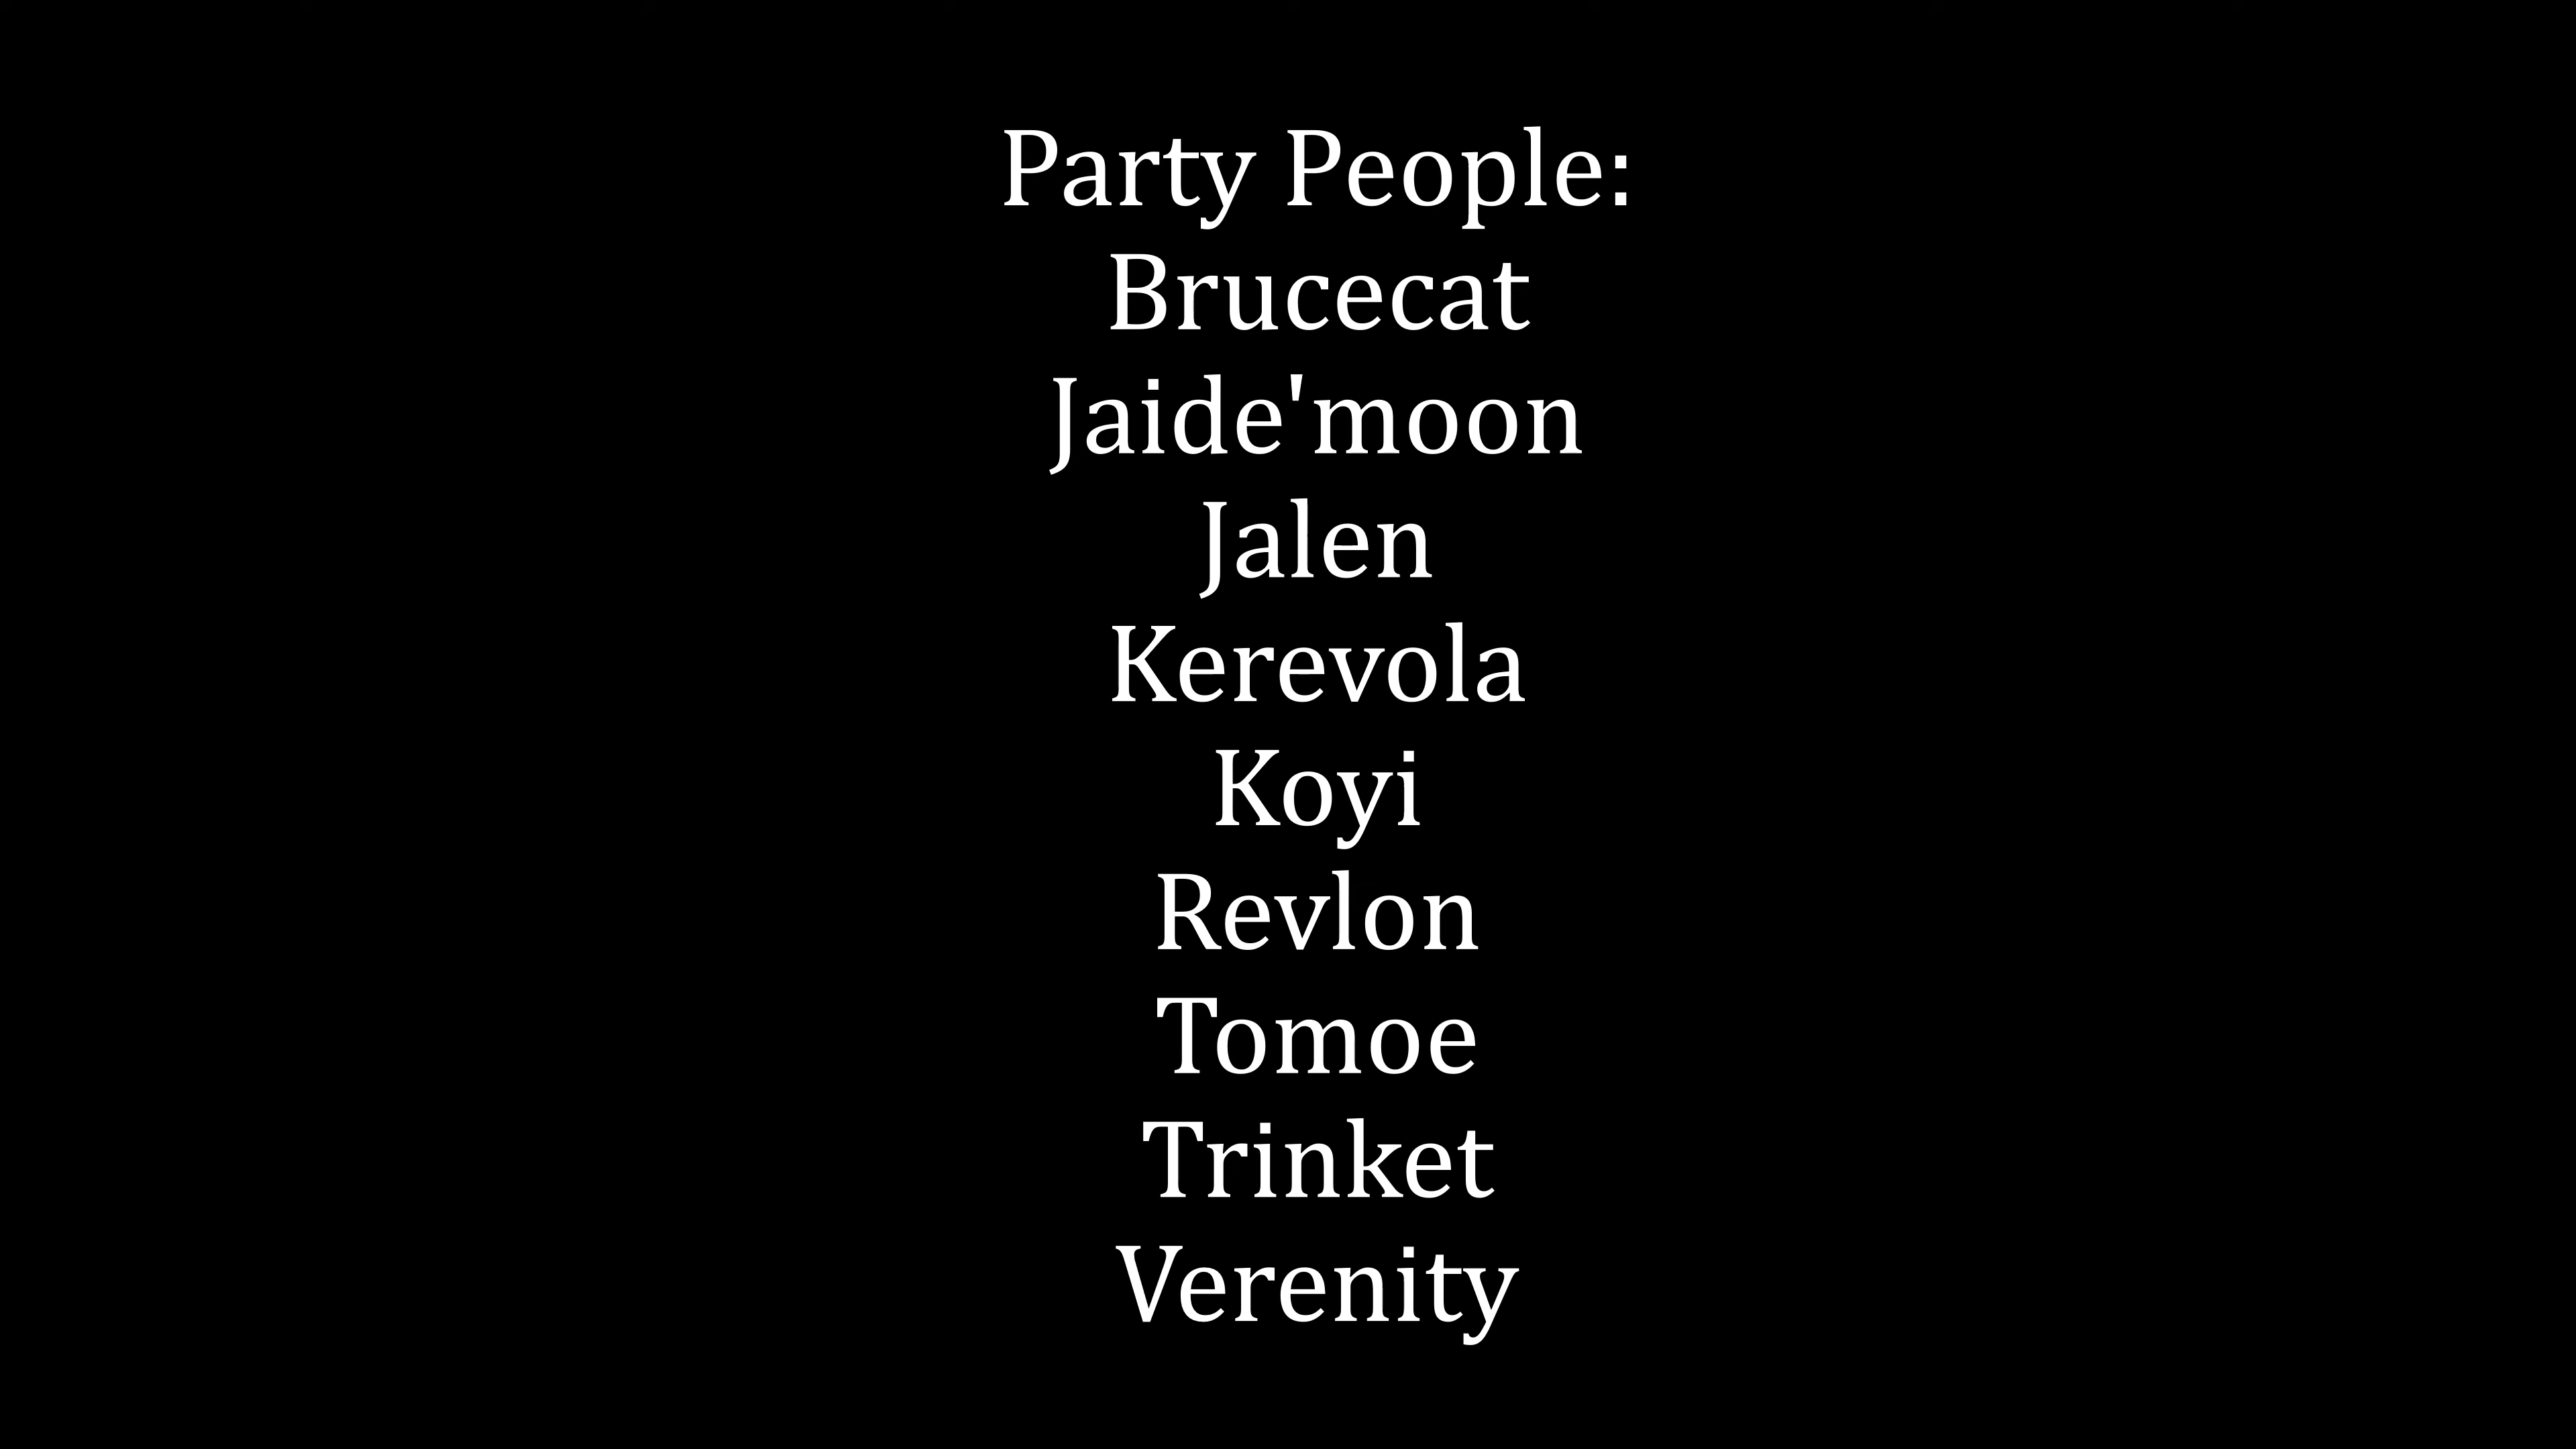 Party People:
Brucecat
Jaide'moon
Jalen
Kerevola
Koyi
Revlon
Tomoe
Trinket
Verenity